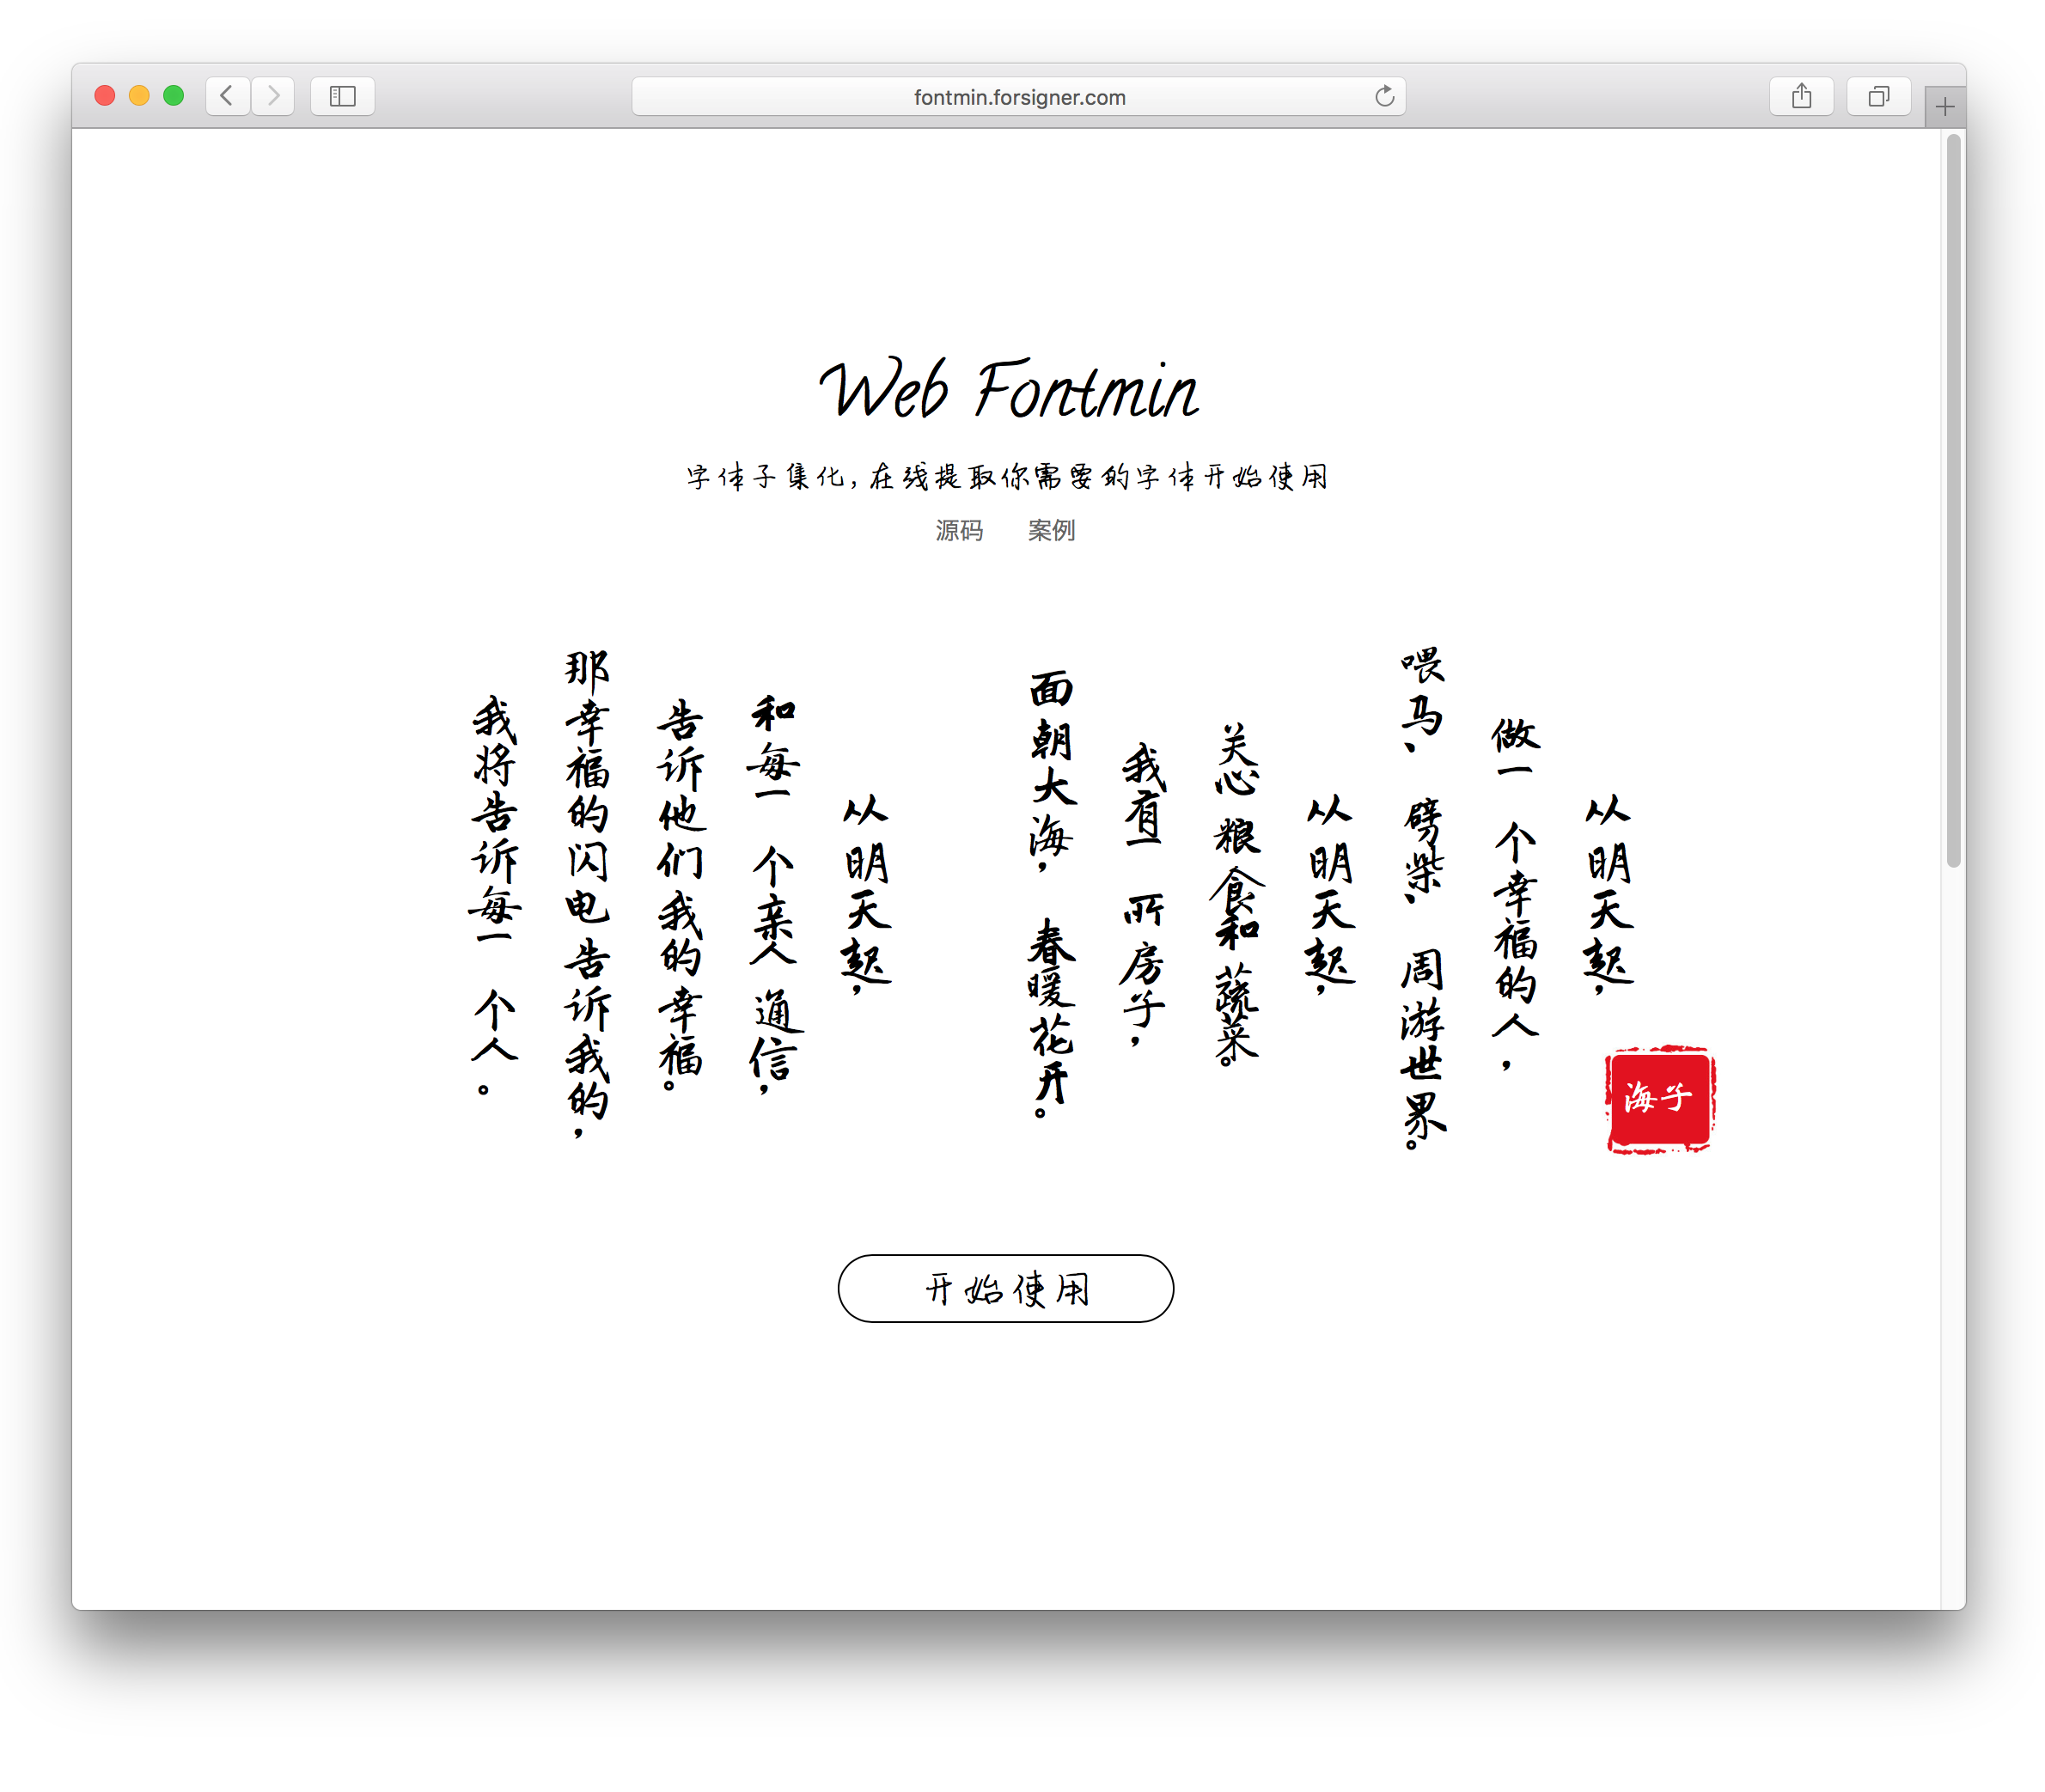 fontmin.forsigner.com
Web Fontmin
字体子集化,在线提取你需要的字体开始使用
源码 案例
从明天起,
做一个幸福的人,
喂马、劈柴、周游世界。
从明天起,
关心粮食和蔬菜。
我有一所房子,
面朝大海,春暖花开。
从明天起,
和每一个亲人通信,
告诉他们我的幸福。
那幸福的闪电告诉我的,
我将告诉每一个人。
海子
开始使用